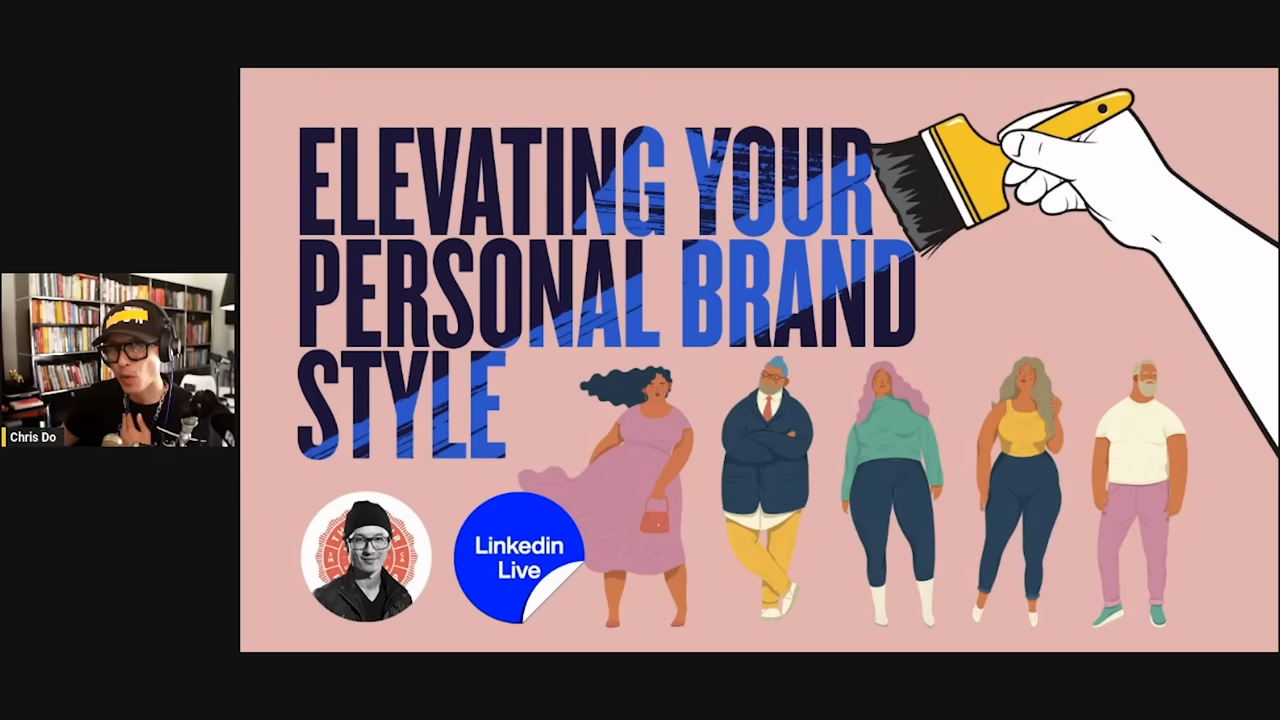 ELEVATING YOUR
PERSONAL BRAND
STYLE
Chris Do
Linkedin
Live